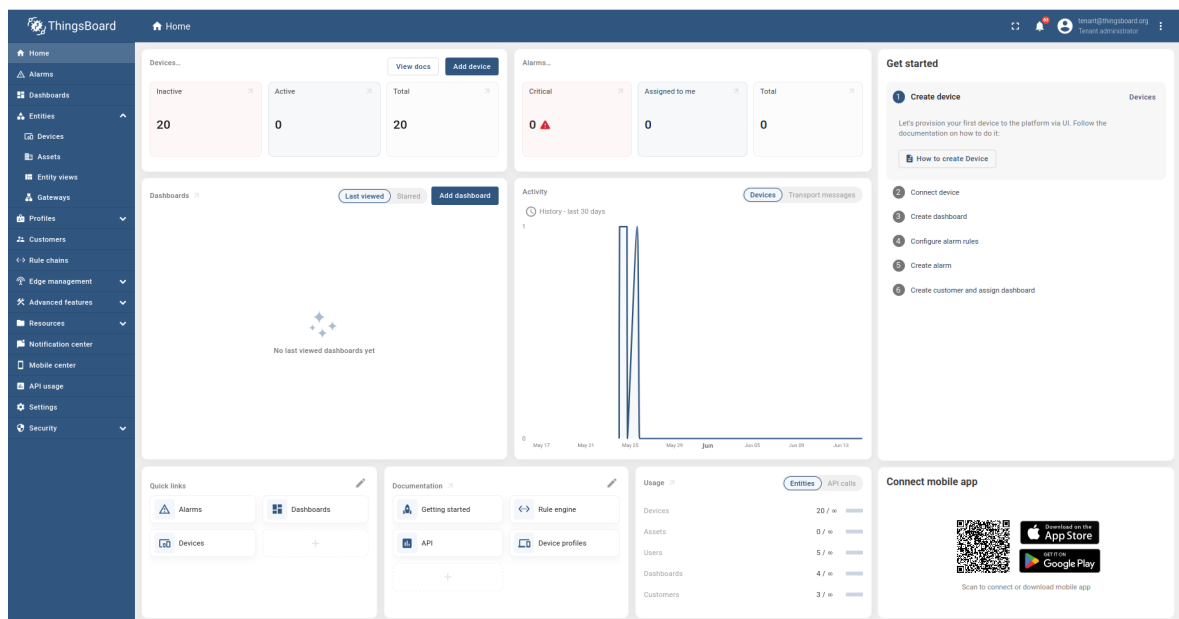 ThingsBoard
Home
tenant@thingsboard.org
Tenant administrator
Home
Alarms
Dashboards
Entities
Devices
Assets
Entity views
Gateways
Profiles
Customers
Rule chains
Edge management
Advanced features
Resources
Notification center
Mobile center
API usage
Settings
Security
Devices...
View docs
Add device
Inactive
Active
Total
20
0
20
Alarms...
Critical
Assigned to me
Total
0
0
0
Dashboards
Last viewed
Starred
Add dashboard
No last viewed dashboards yet
Activity
Devices
Transport messages
History - last 30 days
1
0
May 17
May 21
May 25
May 29
Jun
Jun 05
Jun 09
Jun 13
Get started
1
Create device
Devices
Let's provision your first device to the platform via UI. Follow the
documentation on how to do it:
How to create Device
2
Connect device
3
Create dashboard
4
Configure alarm rules
5
Create alarm
6
Create customer and assign dashboard
Quick links
Alarms
Dashboards
Devices
+
Documentation
Getting started
Rule engine
API
Device profiles
+
Usage
Entities
API calls
Devices
20 / ∞
Assets
0 / ∞
Users
5 / ∞
Dashboards
4 / ∞
Customers
3 / ∞
Connect mobile app
Download on the
App Store
GET IT ON
Google Play
Scan to connect or download mobile app